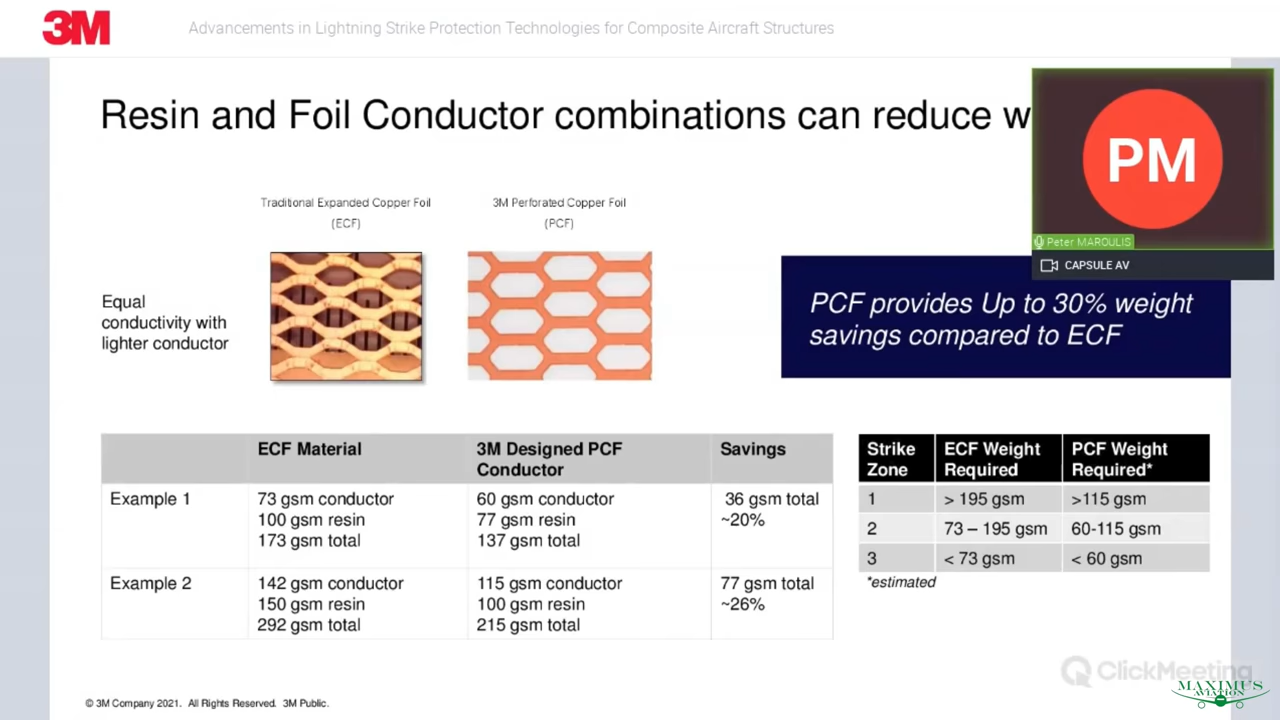 3M
Advancements in Lightning Strike Protection Technologies for Composite Aircraft Structures
Resin and Foil Conductor combinations can reduce w
PM
Peter MAROULIS
CAPSULE AV
Traditional Expanded Copper Foil
(ECF)
3M Perforated Copper Foil
(PCF)
Equal
conductivity with
lighter conductor
PCF provides Up to 30% weight
savings compared to ECF
ECF Material
3M Designed PCF
Conductor
Savings
Example 1
73 gsm conductor
100 gsm resin
173 gsm total
60 gsm conductor
77 gsm resin
137 gsm total
36 gsm total
~20%
Example 2
142 gsm conductor
150 gsm resin
292 gsm total
115 gsm conductor
100 gsm resin
215 gsm total
77 gsm total
~26%
Strike
Zone
ECF Weight
Required
PCF Weight
Required*
1
> 195 gsm
>115 gsm
2
73 – 195 gsm
60-115 gsm
3
< 73 gsm
< 60 gsm
*estimated
ClickMeeting
MAXIMUS
AVIATION
© 3M Company 2021. All Rights Reserved. 3M Public.